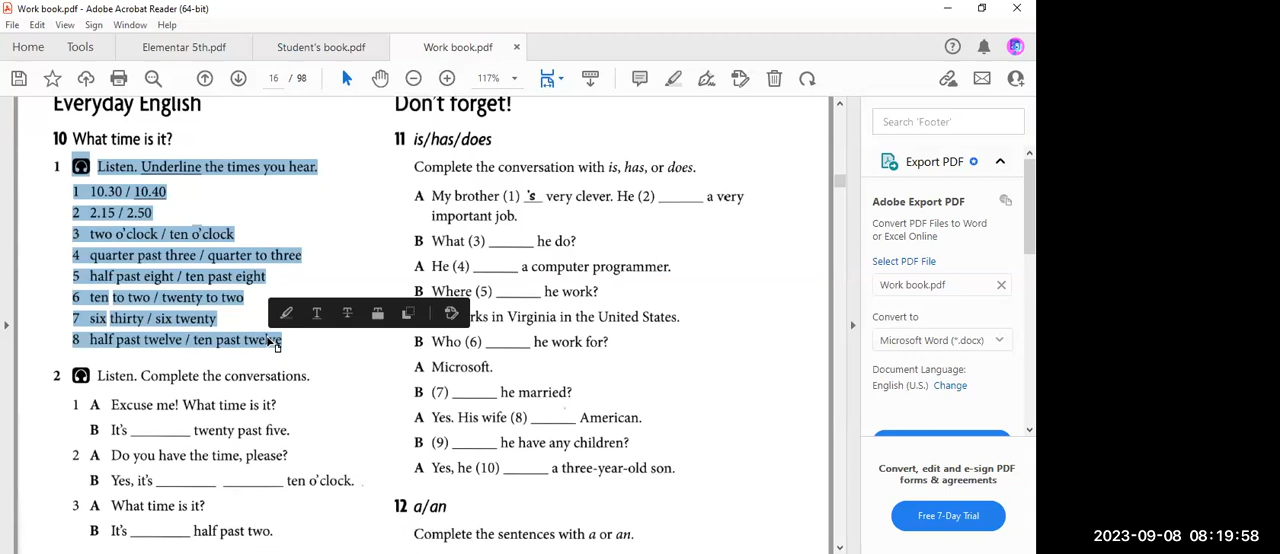 Work book.pdf - Adobe Acrobat Reader (64-bit)
File Edit View Sign Window Help
Home Tools Elementar 5th.pdf Student's book.pdf Work book.pdf
16 / 98 117%
Everyday English
10 What time is it?
1 Listen. Underline the times you hear.
1 10.30 / 10.40
2 2.15 / 2.50
3 two o'clock / ten o'clock
4 quarter past three / quarter to three
5 half past eight / ten past eight
6 ten to two / twenty to two
7 six thirty / six twenty
8 half past twelve / ten past twelve
2 Listen. Complete the conversations.
1 A Excuse me! What time is it?
B It's ________ twenty past five.
2 A Do you have the time, please?
B Yes, it's ________ ________ ten o'clock.
3 A What time is it?
B It's ________ half past two.
Don't forget!
11 is/has/does
Complete the conversation with is, has, or does.
A My brother (1) 's very clever. He (2) ______ a very
important job.
B What (3) ______ he do?
A He (4) ______ a computer programmer.
B Where (5) ______ he work?
rks in Virginia in the United States.
B Who (6) ______ he work for?
A Microsoft.
B (7) ______ he married?
A Yes. His wife (8) ______ American.
B (9) ______ he have any children?
A Yes, he (10) ______ a three-year-old son.
12 a/an
Complete the sentences with a or an.
Search 'Footer'
Export PDF
Adobe Export PDF
Convert PDF Files to Word
or Excel Online
Select PDF File
Work book.pdf
Convert to
Microsoft Word (*.docx)
Document Language:
English (U.S.) Change
Convert, edit and e-sign PDF
forms & agreements
Free 7-Day Trial
2023-09-08 08:19:58